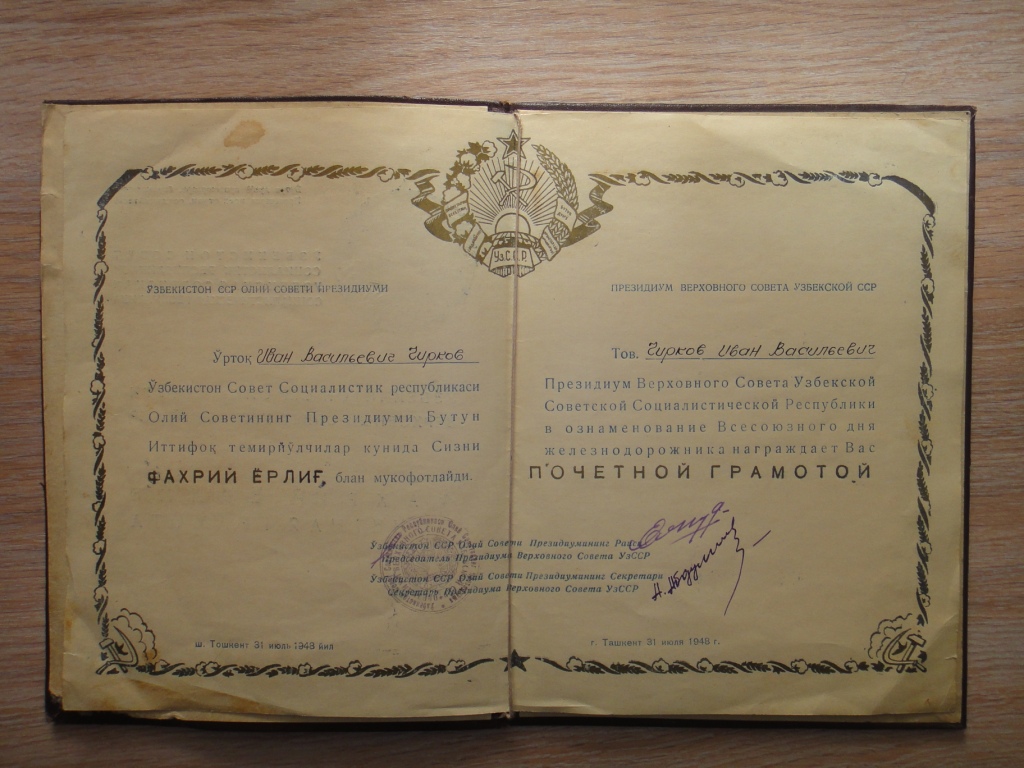 Уз.С.С.Р.
ЎЗБЕКИСТОН ССР ОЛИЙ СОВЕТИ ПРЕЗИДИУМИ
Ўртоқ Иван Васильевич Чирков
Ўзбекистон Совет Социалистик республикаси
Олий Советининг Президиуми Бутун
Иттифоқ темирйўлчилар кунида Сизни
ФАХРИЙ ЁРЛИҒ, блан мукофотлайди.
ПРЕЗИДИУМ ВЕРХОВНОГО СОВЕТА УЗБЕКСКОЙ ССР
Тов. Чирков Иван Васильевич
Президиум Верховного Совета Узбекской
Советской Социалистической Республики
в ознаменование Всесоюзного дня
железнодорожника награждает Вас
ПОЧЕТНОЙ ГРАМОТОЙ
Ўзбекистон ССР Олий Совети Президиумининг
Председатель Президиума Верховного Совета УзССР
Ўзбекистон ССР Олий Совети Президиумининг Секретари
Секретарь Президиума Верховного Совета УзССР
ш. Тошкент 31 июль 1948 йил
г. Ташкент 31 июля 1948 г.